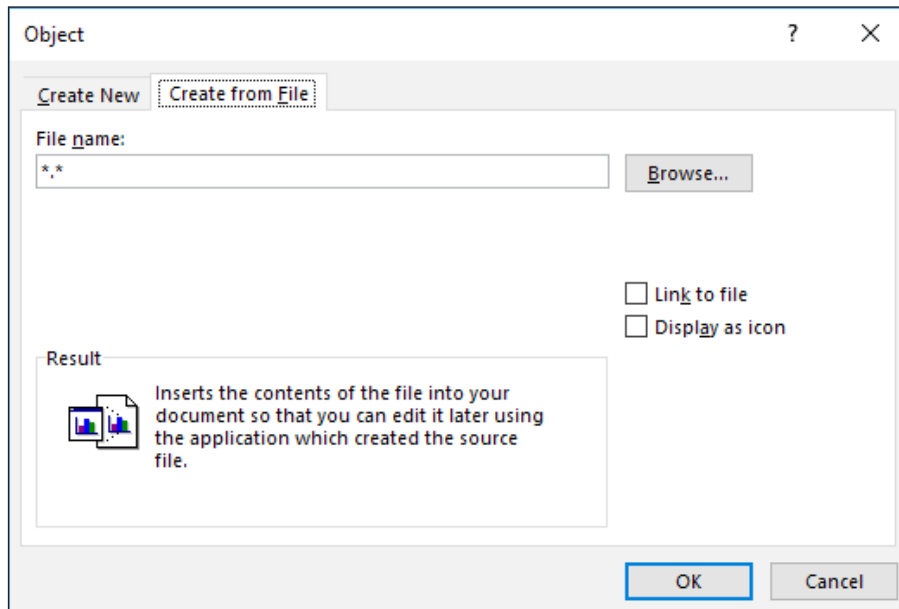 Object
?
Create New
Create from File
File name:
*.*
Browse...
Link to file
Display as icon
Result
Inserts the contents of the file into your
document so that you can edit it later using
the application which created the source
file.
OK
Cancel